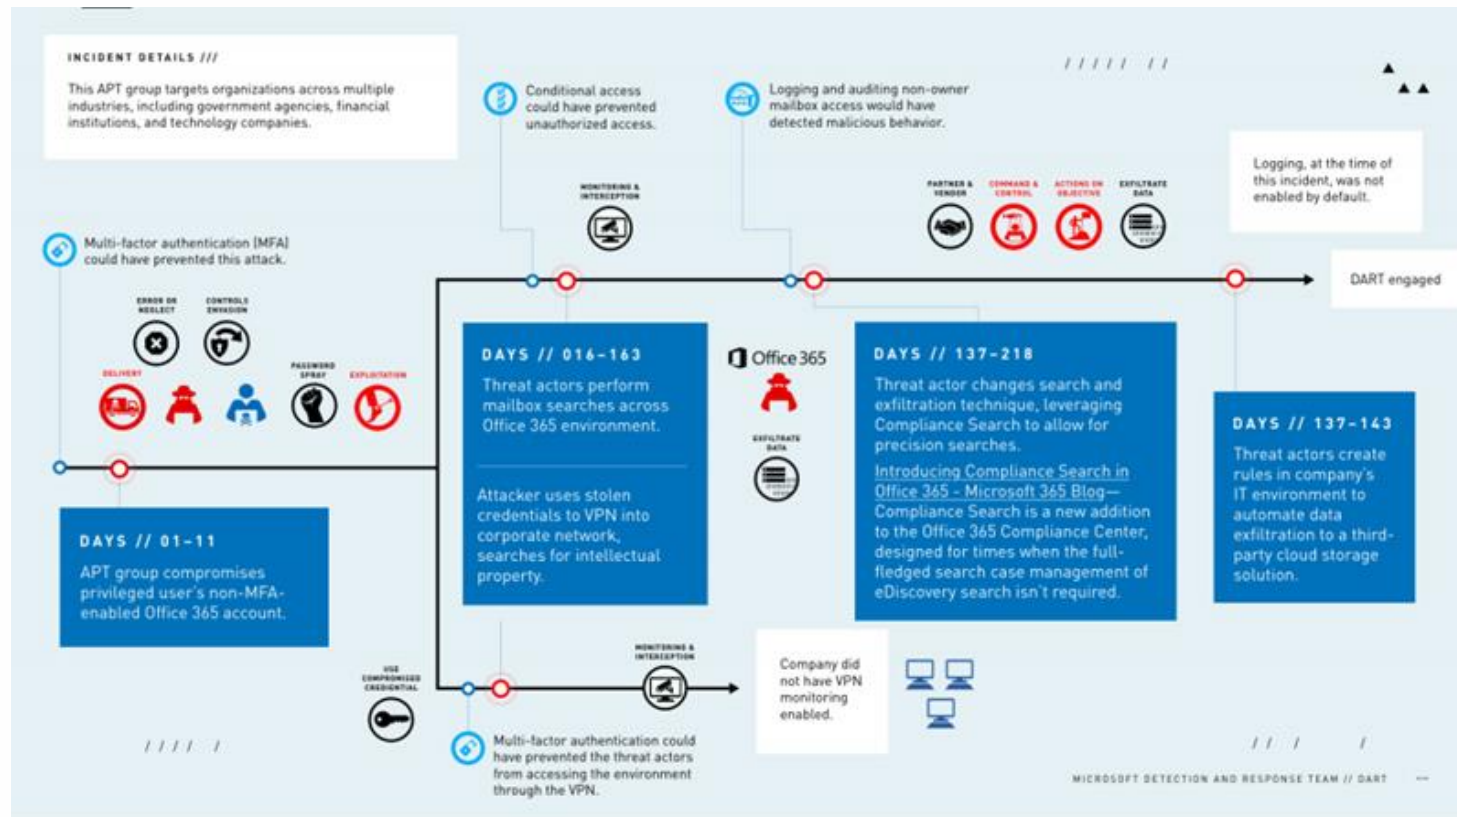 INCIDENT DETAILS ///
This APT group targets organizations across multiple
industries, including government agencies, financial
institutions, and technology companies.
Conditional access
could have prevented
unauthorized access.
Logging and auditing non-owner
mailbox access would have
detected malicious behavior.
Logging, at the time of
this incident, was not
enabled by default.
MONITORING &
INTERCEPTION
PARTNER &
VENDOR
COMMAND &
CONTROL
ACTIONS ON
OBJECTIVE
EXFILTRATE
DATA
Multi-factor authentication (MFA)
could have prevented this attack.
DART engaged
ERROR OR
NEGLECT
CONTROLS
INVASION
DELIVERY
PASSWORD
SPRAY
EXPLOITATION
DAYS // 016-163
Threat actors perform
mailbox searches across
Office 365 environment.
Attacker uses stolen
credentials to VPN into
corporate network,
searches for intellectual
property.
Office 365
EXFILTRATE
DATA
DAYS // 137-218
Threat actor changes search and
exfiltration technique, leveraging
Compliance Search to allow for
precision searches.
Introducing Compliance Search in
Office 365 - Microsoft 365 Blog—
Compliance Search is a new addition
to the Office 365 Compliance Center,
designed for times when the full-
fledged search case management of
eDiscovery search isn't required.
DAYS // 137-143
Threat actors create
rules in company's
IT environment to
automate data
exfiltration to a third-
party cloud storage
solution.
DAYS // 01-11
APT group compromises
privileged user's non-MFA-
enabled Office 365 account.
USE
COMPROMISED
CREDENTIAL
MONITORING &
INTERCEPTION
Company did
not have VPN
monitoring
enabled.
Multi-factor authentication could
have prevented the threat actors
from accessing the environment
through the VPN.
MICROSOFT DETECTION AND RESPONSE TEAM // DART